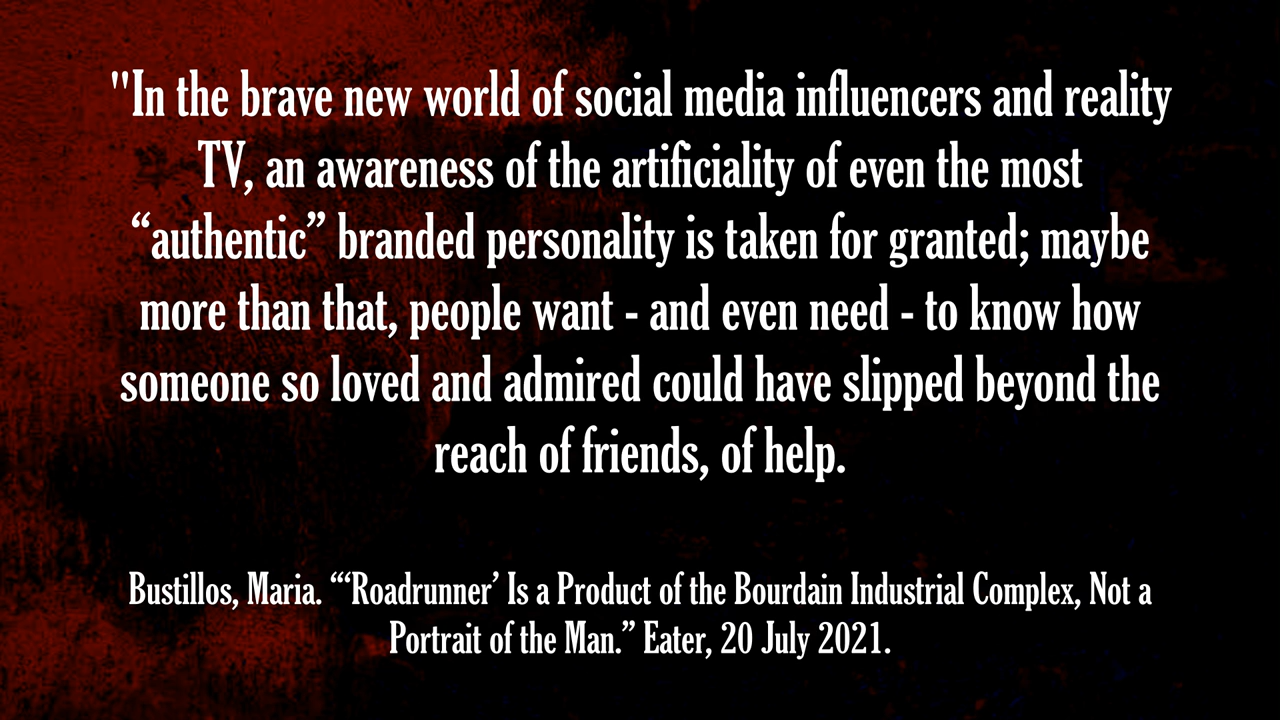 "In the brave new world of social media influencers and reality
TV, an awareness of the artificiality of even the most
“authentic” branded personality is taken for granted; maybe
more than that, people want - and even need - to know how
someone so loved and admired could have slipped beyond the
reach of friends, of help.
Bustillos, Maria. “‘Roadrunner’ Is a Product of the Bourdain Industrial Complex, Not a
Portrait of the Man.” Eater, 20 July 2021.